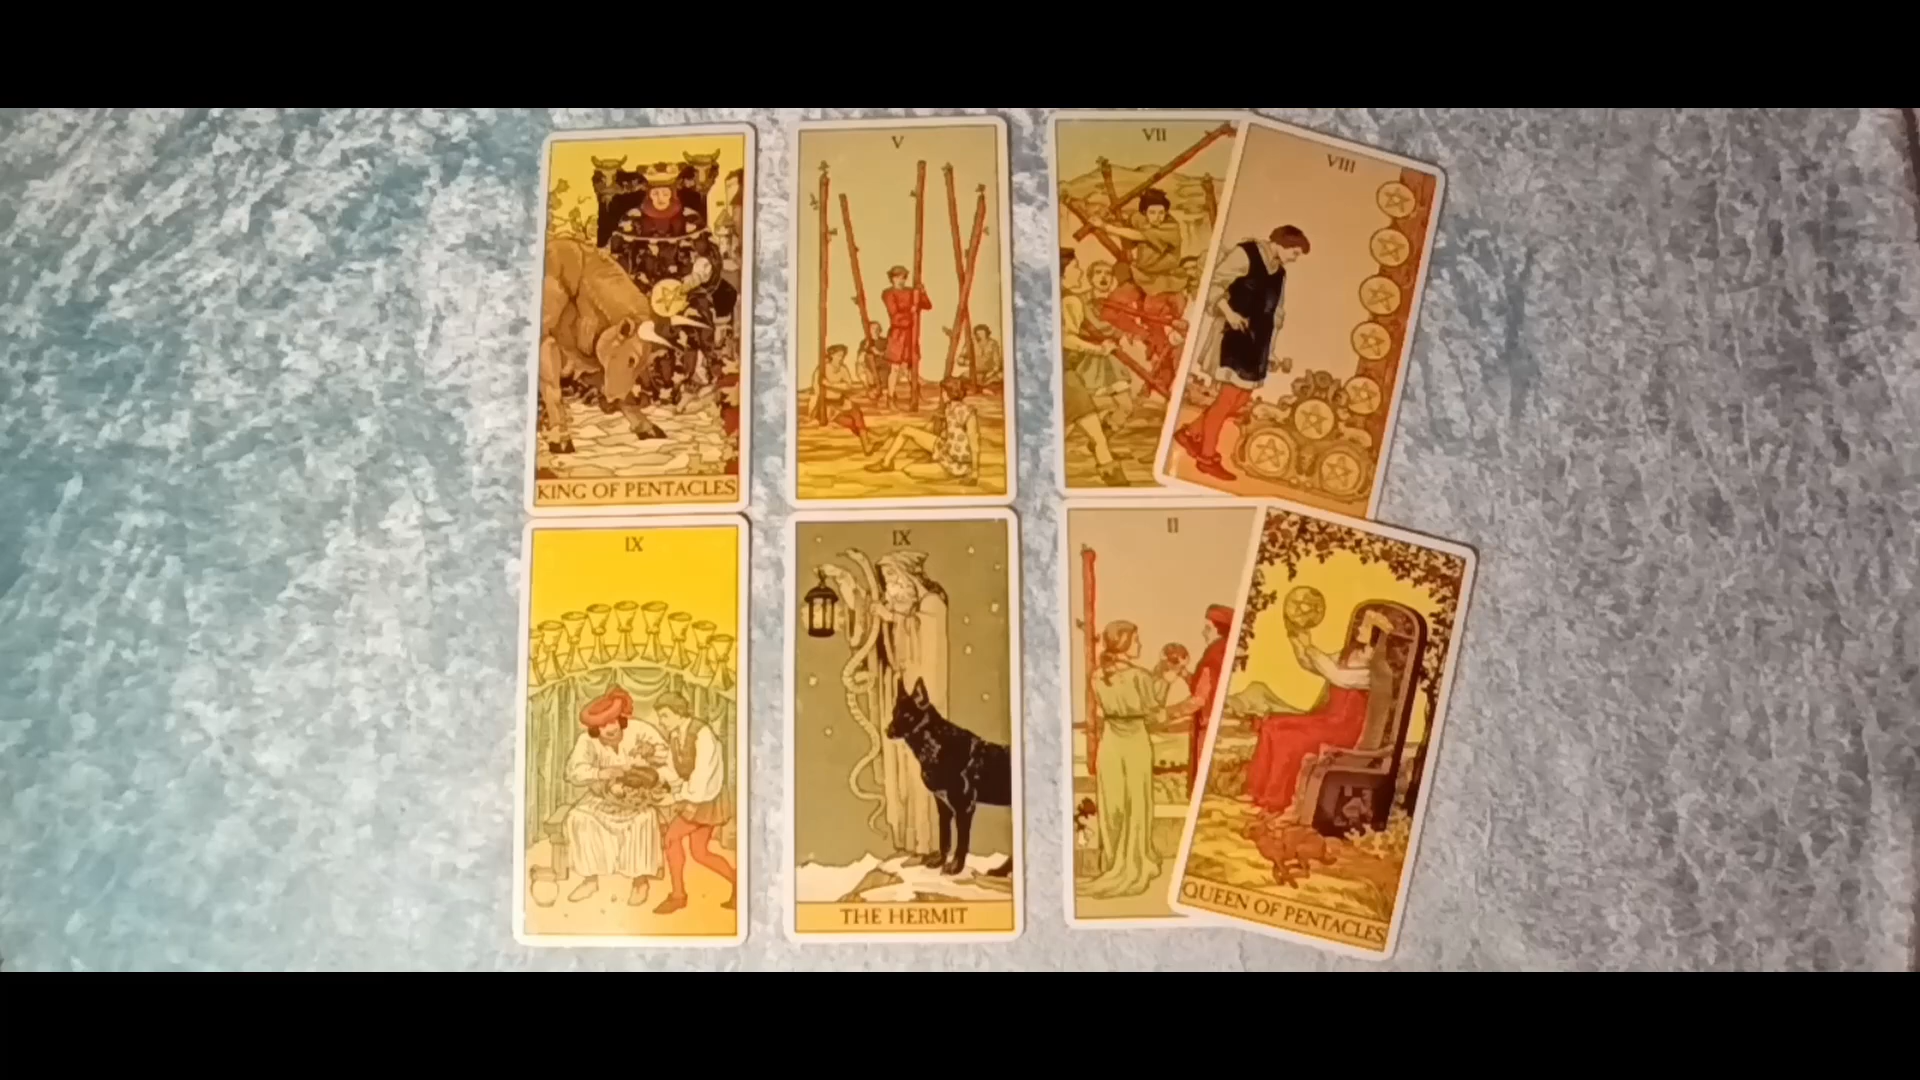 V
VII
VIII
KING OF PENTACLES
IX
IX
II
THE HERMIT
QUEEN OF PENTACLES